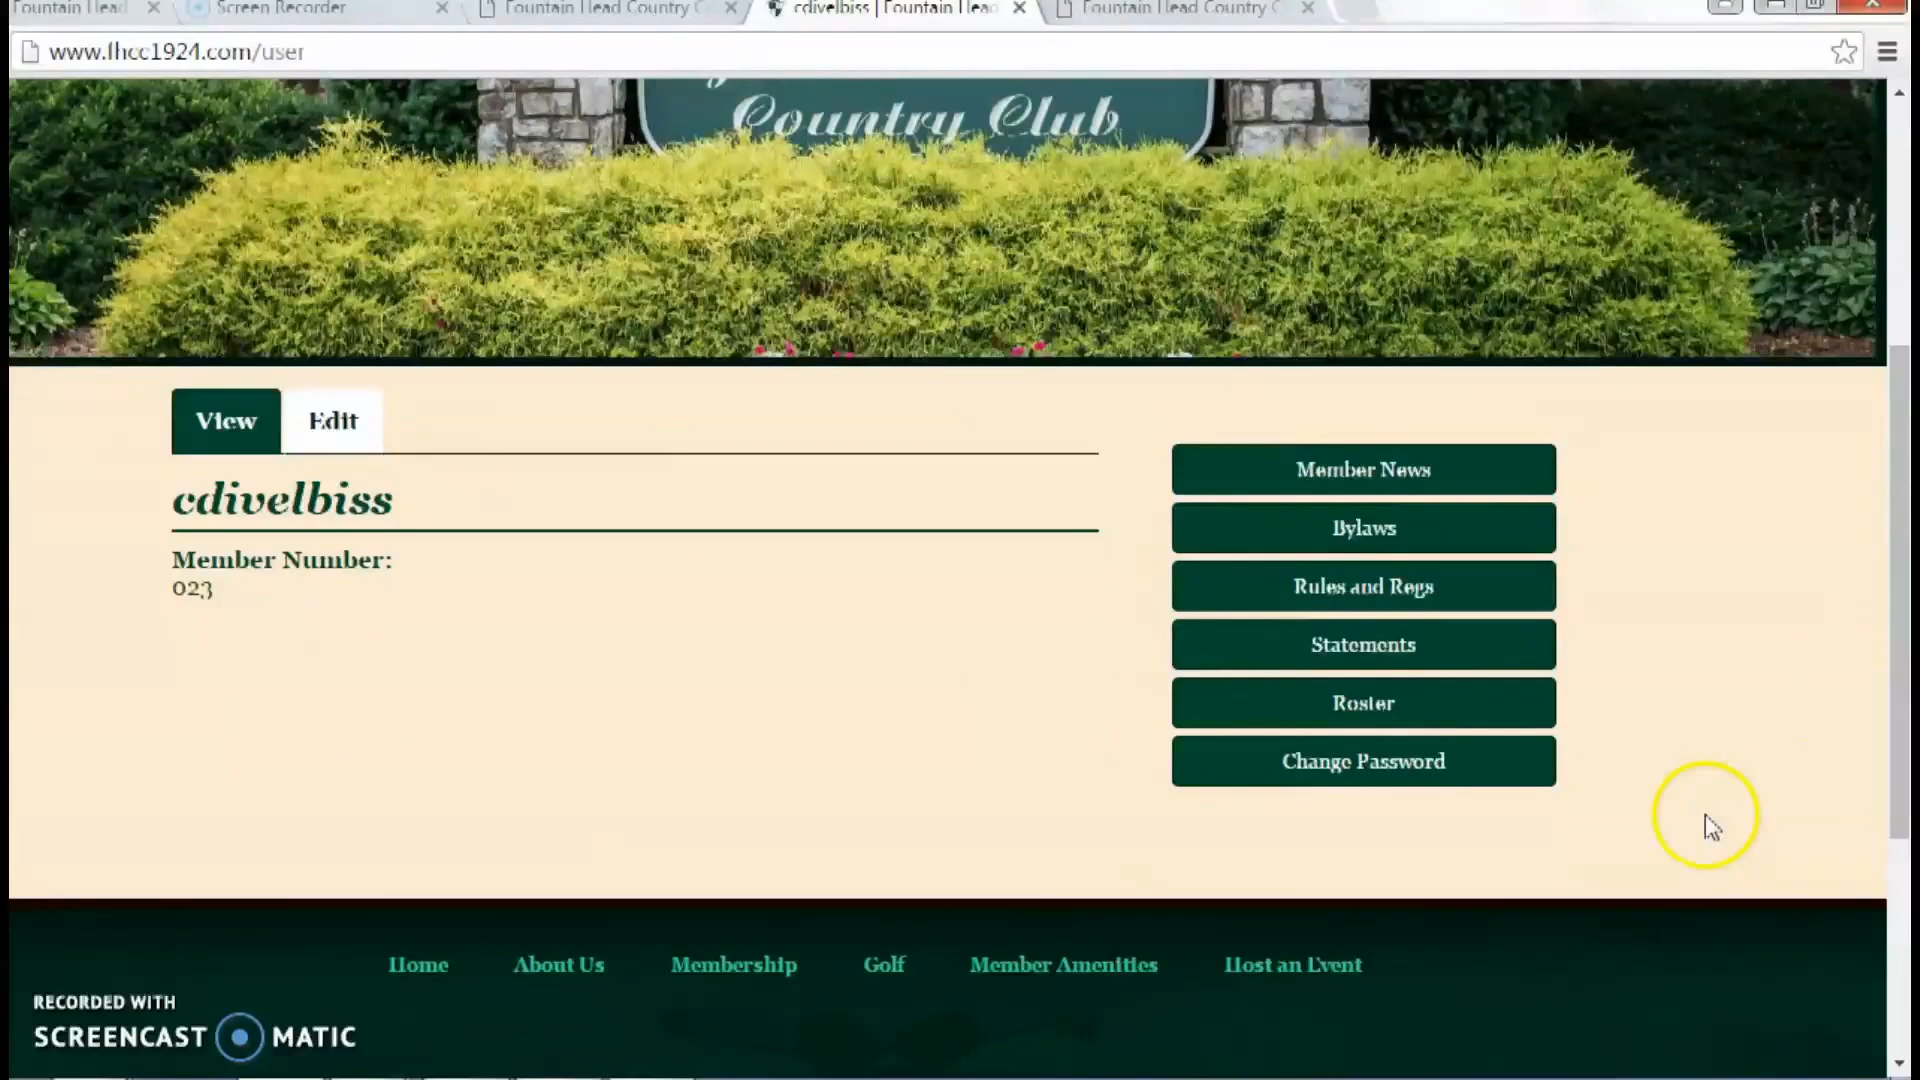 Fountain Head
Screen Recorder
Fountain Head Country C
cdivelbiss | Fountain Head
Fountain Head Country C
www.fhcc1924.com/user
Country Club
View
Edit
cdivelbiss
Member Number:
023
Member News
Bylaws
Rules and Regs
Statements
Roster
Change Password
Home
About Us
Membership
Golf
Member Amenities
Host an Event
RECORDED WITH
SCREENCAST MATIC